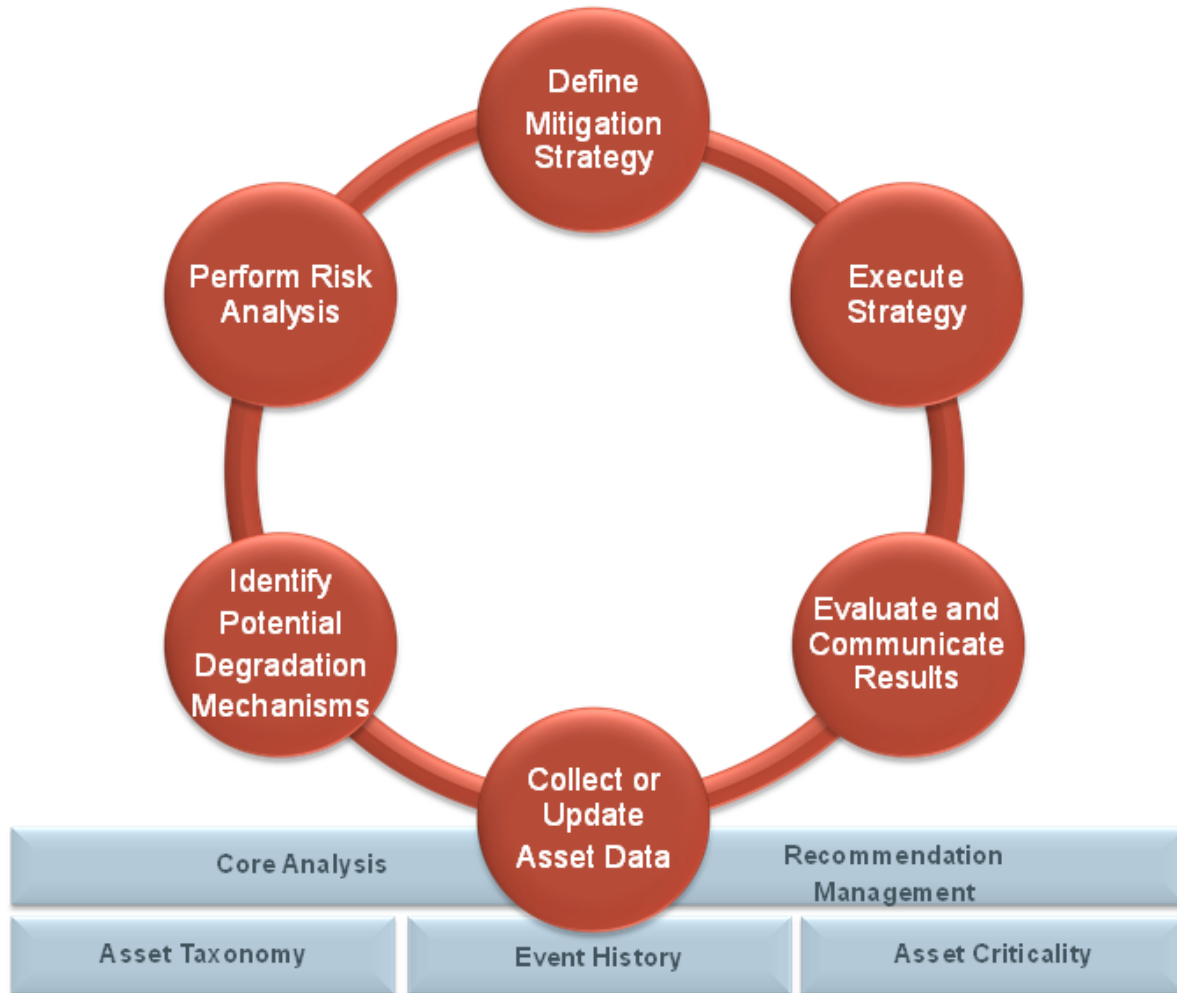 Define
Mitigation
Strategy
Perform Risk
Analysis
Execute
Strategy
Identify
Potential
Degradation
Mechanisms
Evaluate and
Communicate
Results
Collect or
Update
Asset Data
Core Analysis
Recommendation
Management
Asset Taxonomy
Event History
Asset Criticality